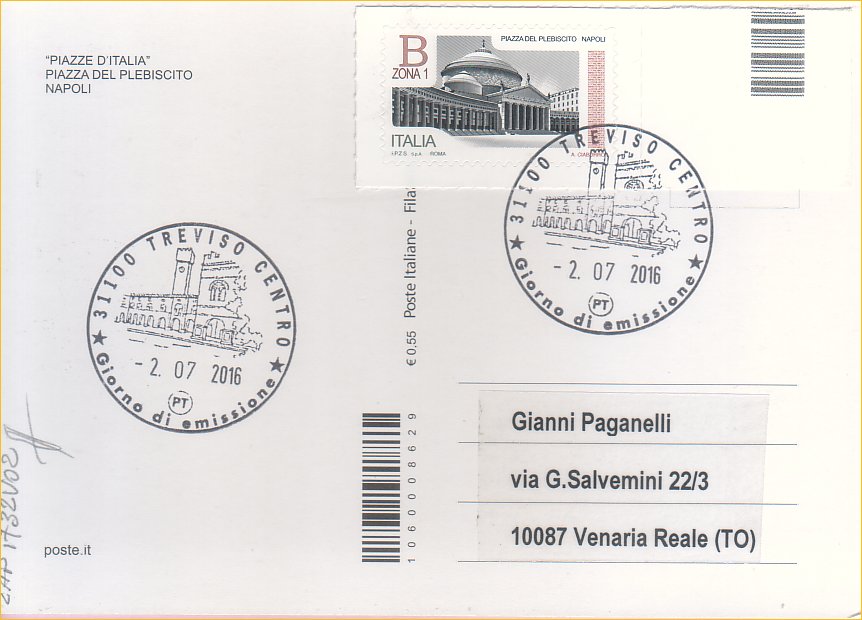 "PIAZZE D'ITALIA"
PIAZZA DEL PLEBISCITO
NAPOLI
B
ZONA 1
PIAZZA DEL PLEBISCITO NAPOLI
ITALIA
I.P.Z.S. S.p.A. ROMA
31100 TREVISO CENTRO
- 2. 07 2016
PT
Giorno di emissione
31100 TREVISO CENTRO
- 2. 07 2016
PT
Giorno di emissione
€ 0,55 Poste Italiane - Fila
1060008629
Gianni Paganelli
via G.Salvemini 22/3
10087 Venaria Reale (TO)
poste.it